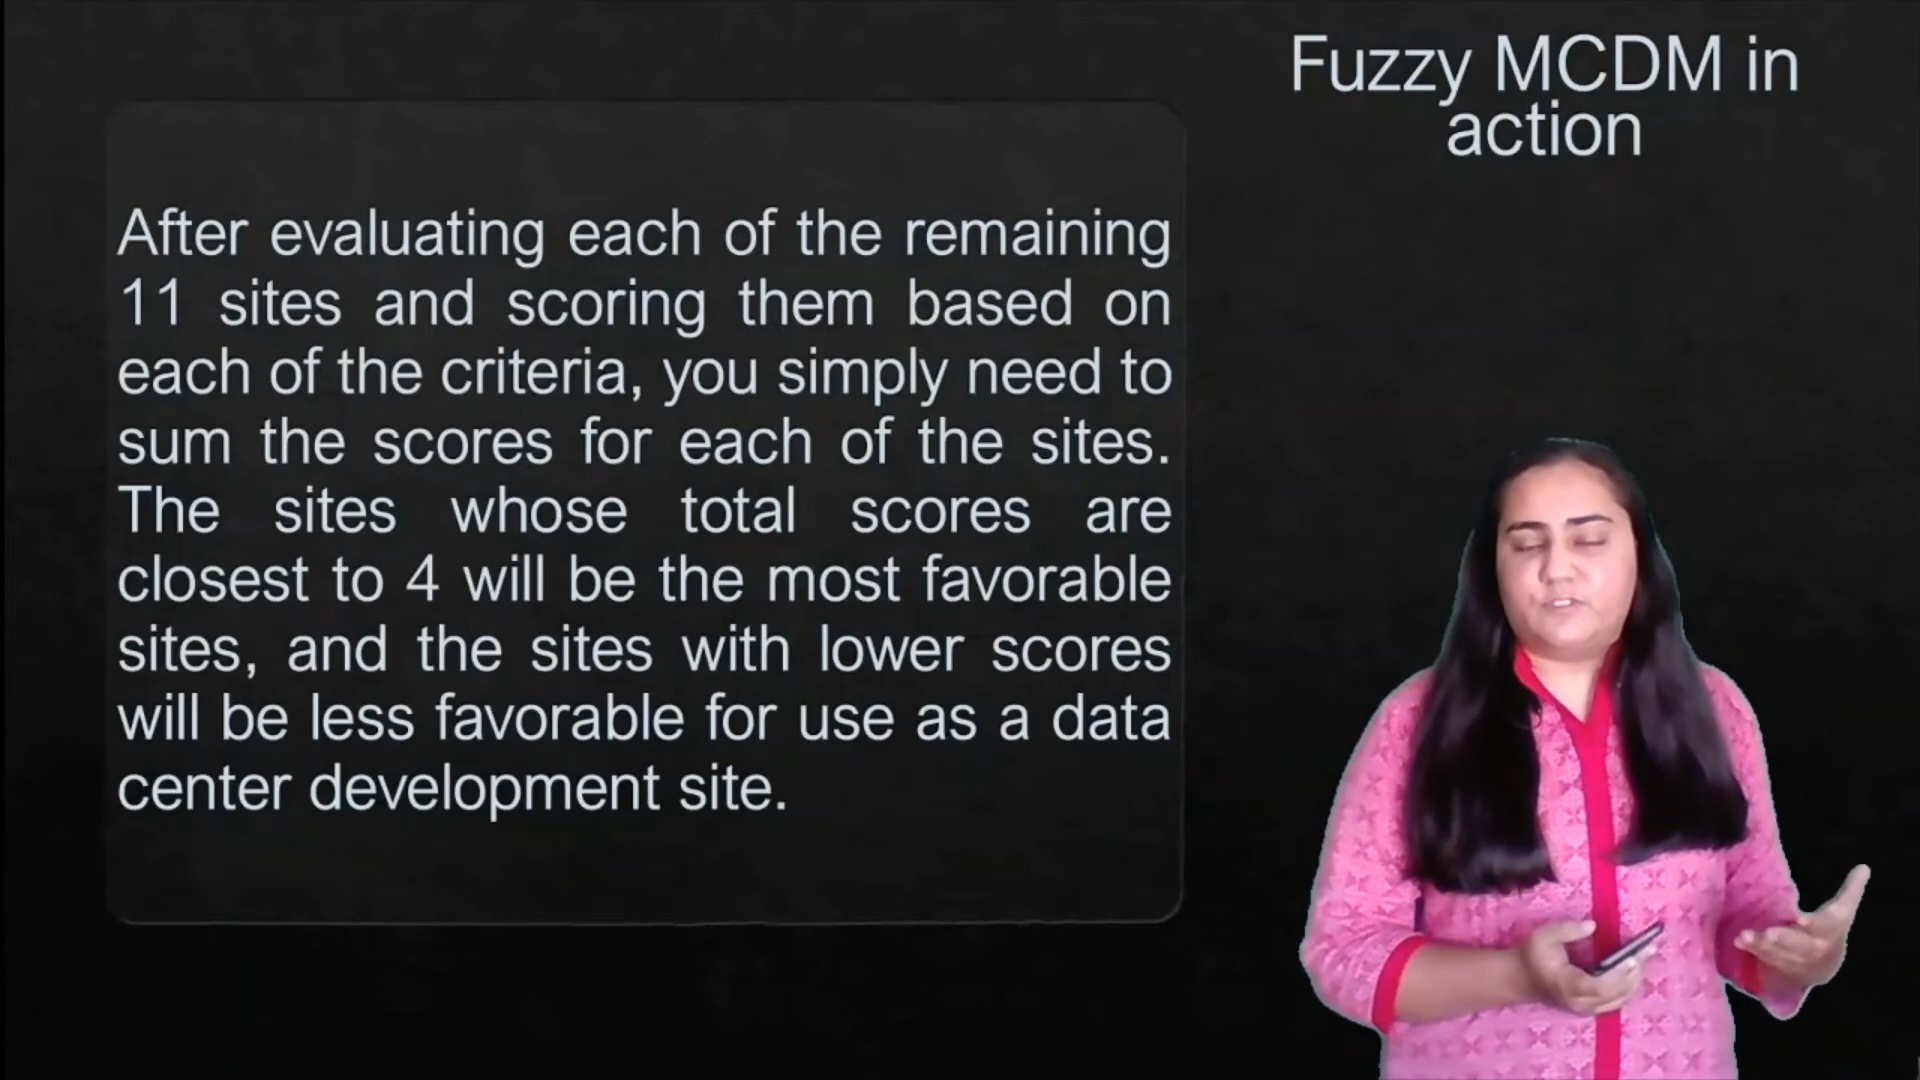 Fuzzy MCDM in
action
After evaluating each of the remaining
11 sites and scoring them based on
each of the criteria, you simply need to
sum the scores for each of the sites.
The sites whose total scores are
closest to 4 will be the most favorable
sites, and the sites with lower scores
will be less favorable for use as a data
center development site.